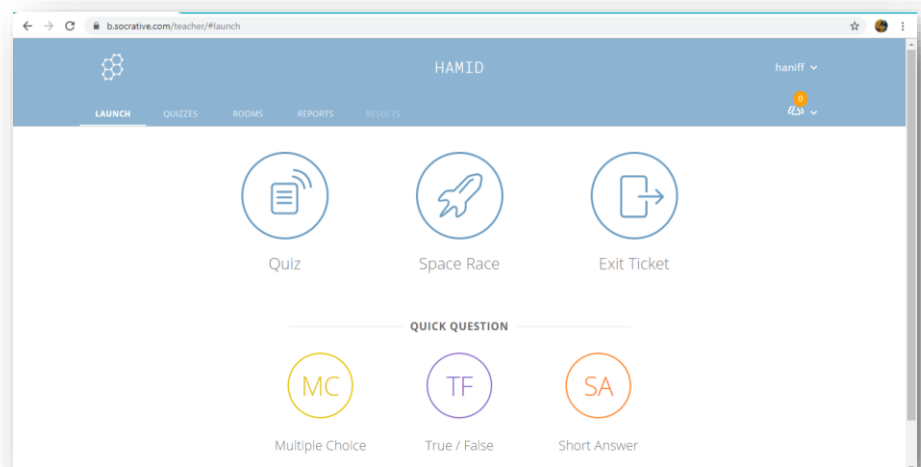 b.socrative.com/teacher/#launch
HAMID
haniff
0
LAUNCH QUIZZES ROOMS REPORTS RESULTS
Quiz Space Race Exit Ticket
QUICK QUESTION
MC TF SA
Multiple Choice True / False Short Answer